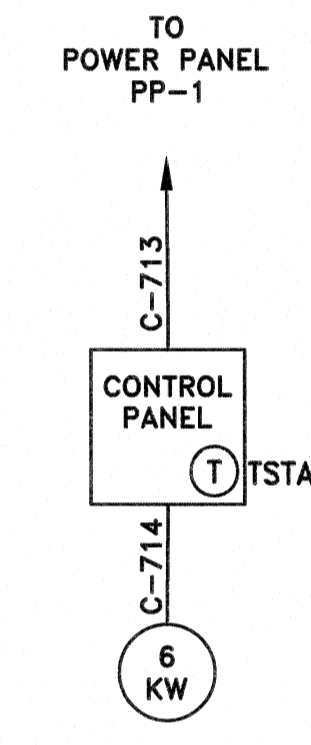 TO
POWER PANEL
PP-1
C-713
CONTROL
PANEL
T
TSTA
C-714
6
KW